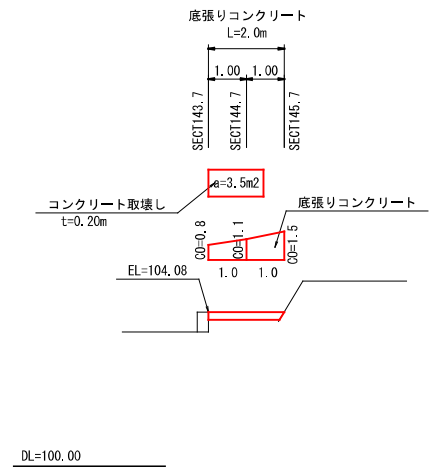 底張りコンクリート
L=2.0m
1.00 1.00
SECT143.7
SECT144.7
SECT145.7
a=3.5m2
コンクリート取壊し
t=0.20m
底張りコンクリート
CO=0.8
CO=1.1
CO=1.5
EL=104.08
1.0 1.0
DL=100.00